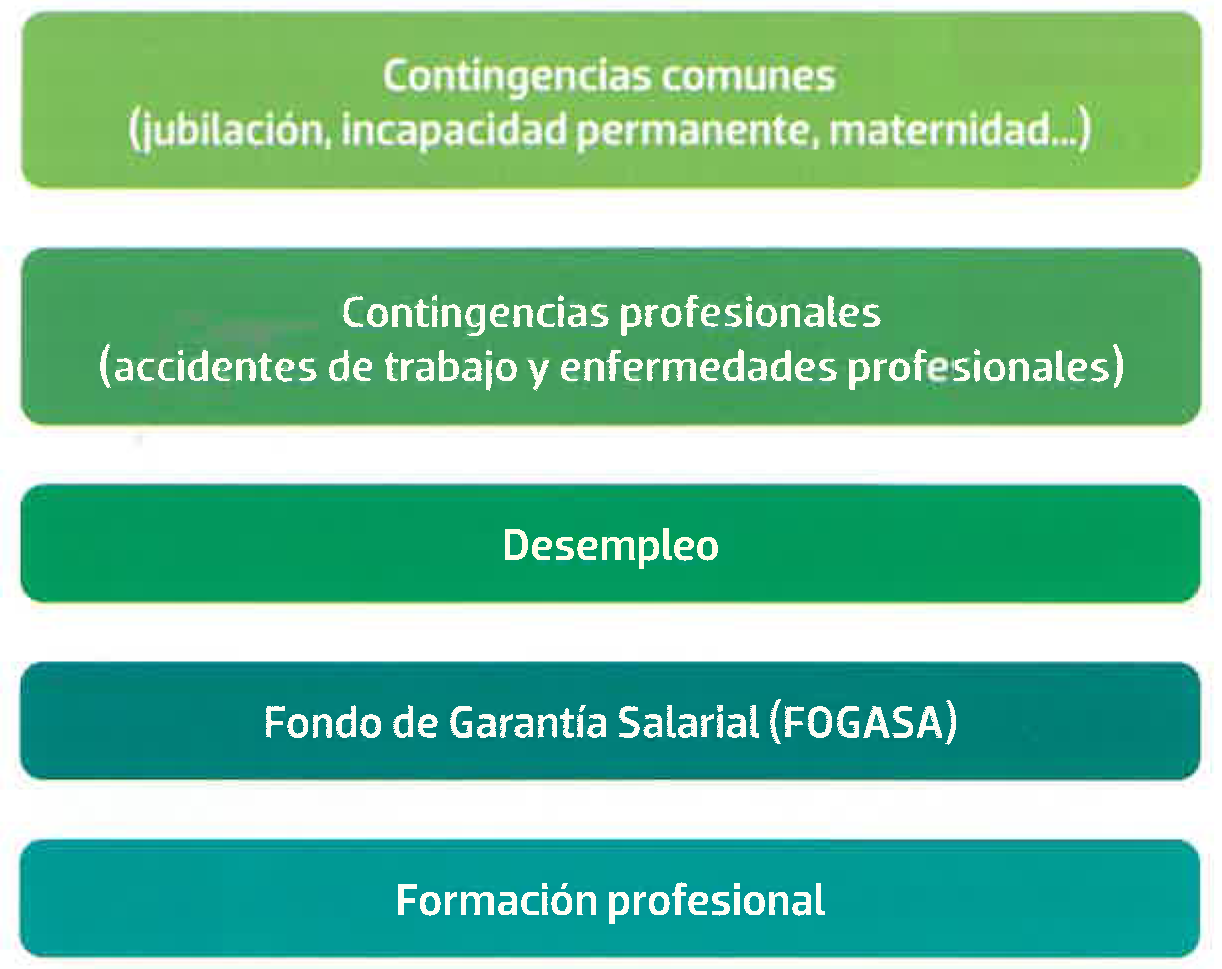 Contingencias comunes
(jubilación, incapacidad permanente, maternidad...)
Contingencias profesionales
(accidentes de trabajo y enfermedades profesionales)
Desempleo
Fondo de Garantía Salarial (FOGASA)
Formación profesional